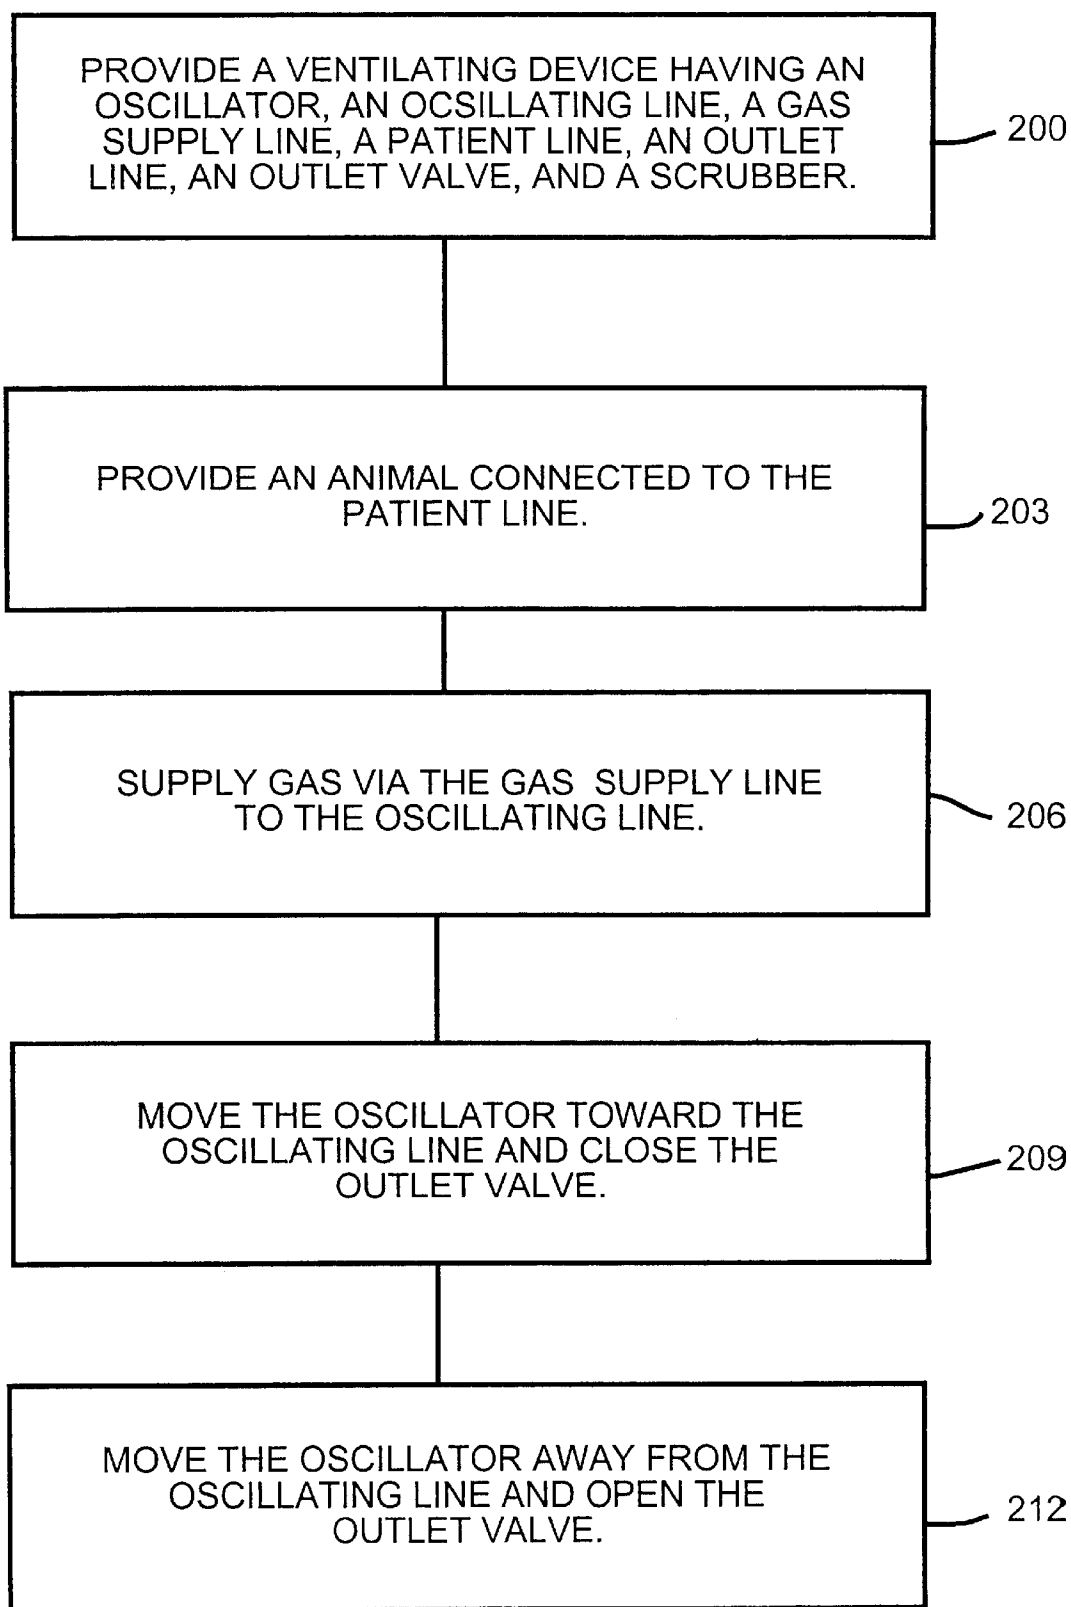 PROVIDE A VENTILATING DEVICE HAVING AN
OSCILLATOR, AN OCSILLATING LINE, A GAS
SUPPLY LINE, A PATIENT LINE, AN OUTLET
LINE, AN OUTLET VALVE, AND A SCRUBBER.
200
PROVIDE AN ANIMAL CONNECTED TO THE
PATIENT LINE.
203
SUPPLY GAS VIA THE GAS SUPPLY LINE
TO THE OSCILLATING LINE.
206
MOVE THE OSCILLATOR TOWARD THE
OSCILLATING LINE AND CLOSE THE
OUTLET VALVE.
209
MOVE THE OSCILLATOR AWAY FROM THE
OSCILLATING LINE AND OPEN THE
OUTLET VALVE.
212